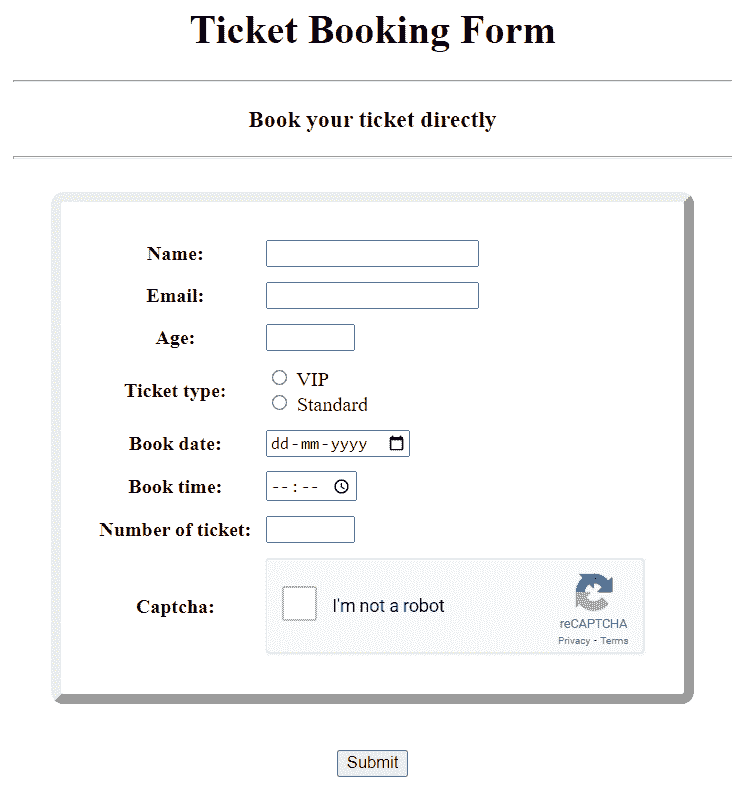 Ticket Booking Form
Book your ticket directly
Name:
Email:
Age:
Ticket type:
VIP
Standard
Book date:
dd-mm-yyyy
Book time:
--:--
Number of ticket:
Captcha:
I'm not a robot
reCAPTCHA
Privacy - Terms
Submit